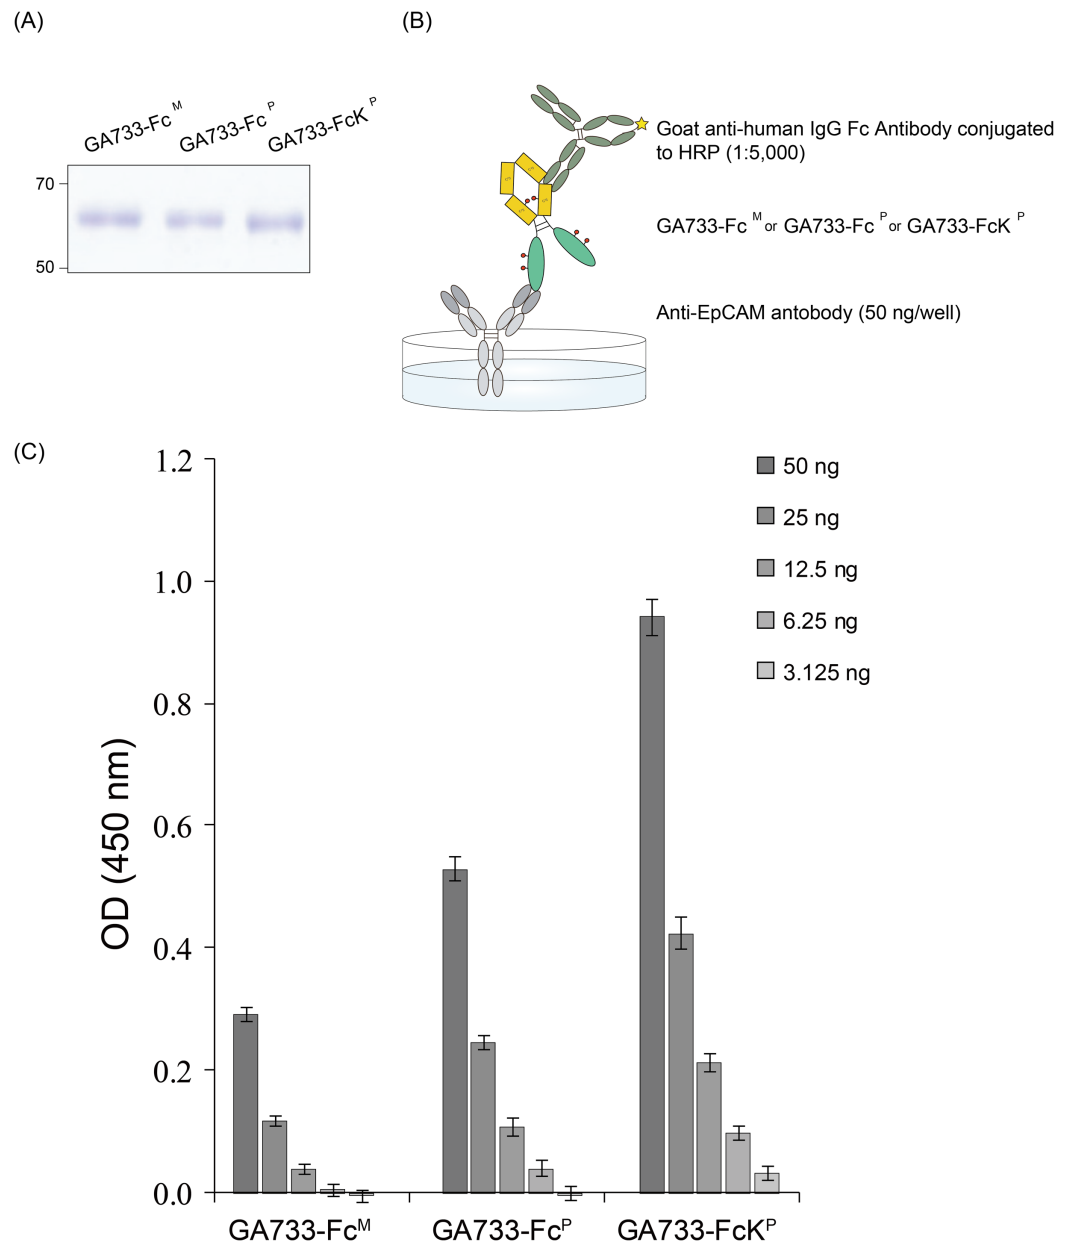 (A)
GA733-Fc M
GA733-Fc P
GA733-FcK P
70
50
(B)
Goat anti-human IgG Fc Antibody conjugated
to HRP (1:5,000)
GA733-Fc M or GA733-Fc P or GA733-FcK P
Anti-EpCAM antobody (50 ng/well)
(C)
OD (450 nm)
1.2
1.0
0.8
0.6
0.4
0.2
0.0
50 ng
25 ng
12.5 ng
6.25 ng
3.125 ng
GA733-FcM
GA733-FcP
GA733-FcKP